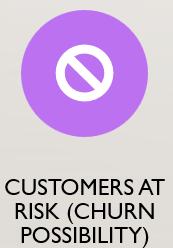 CUSTOMERS AT
RISK (CHURN
POSSIBILITY)